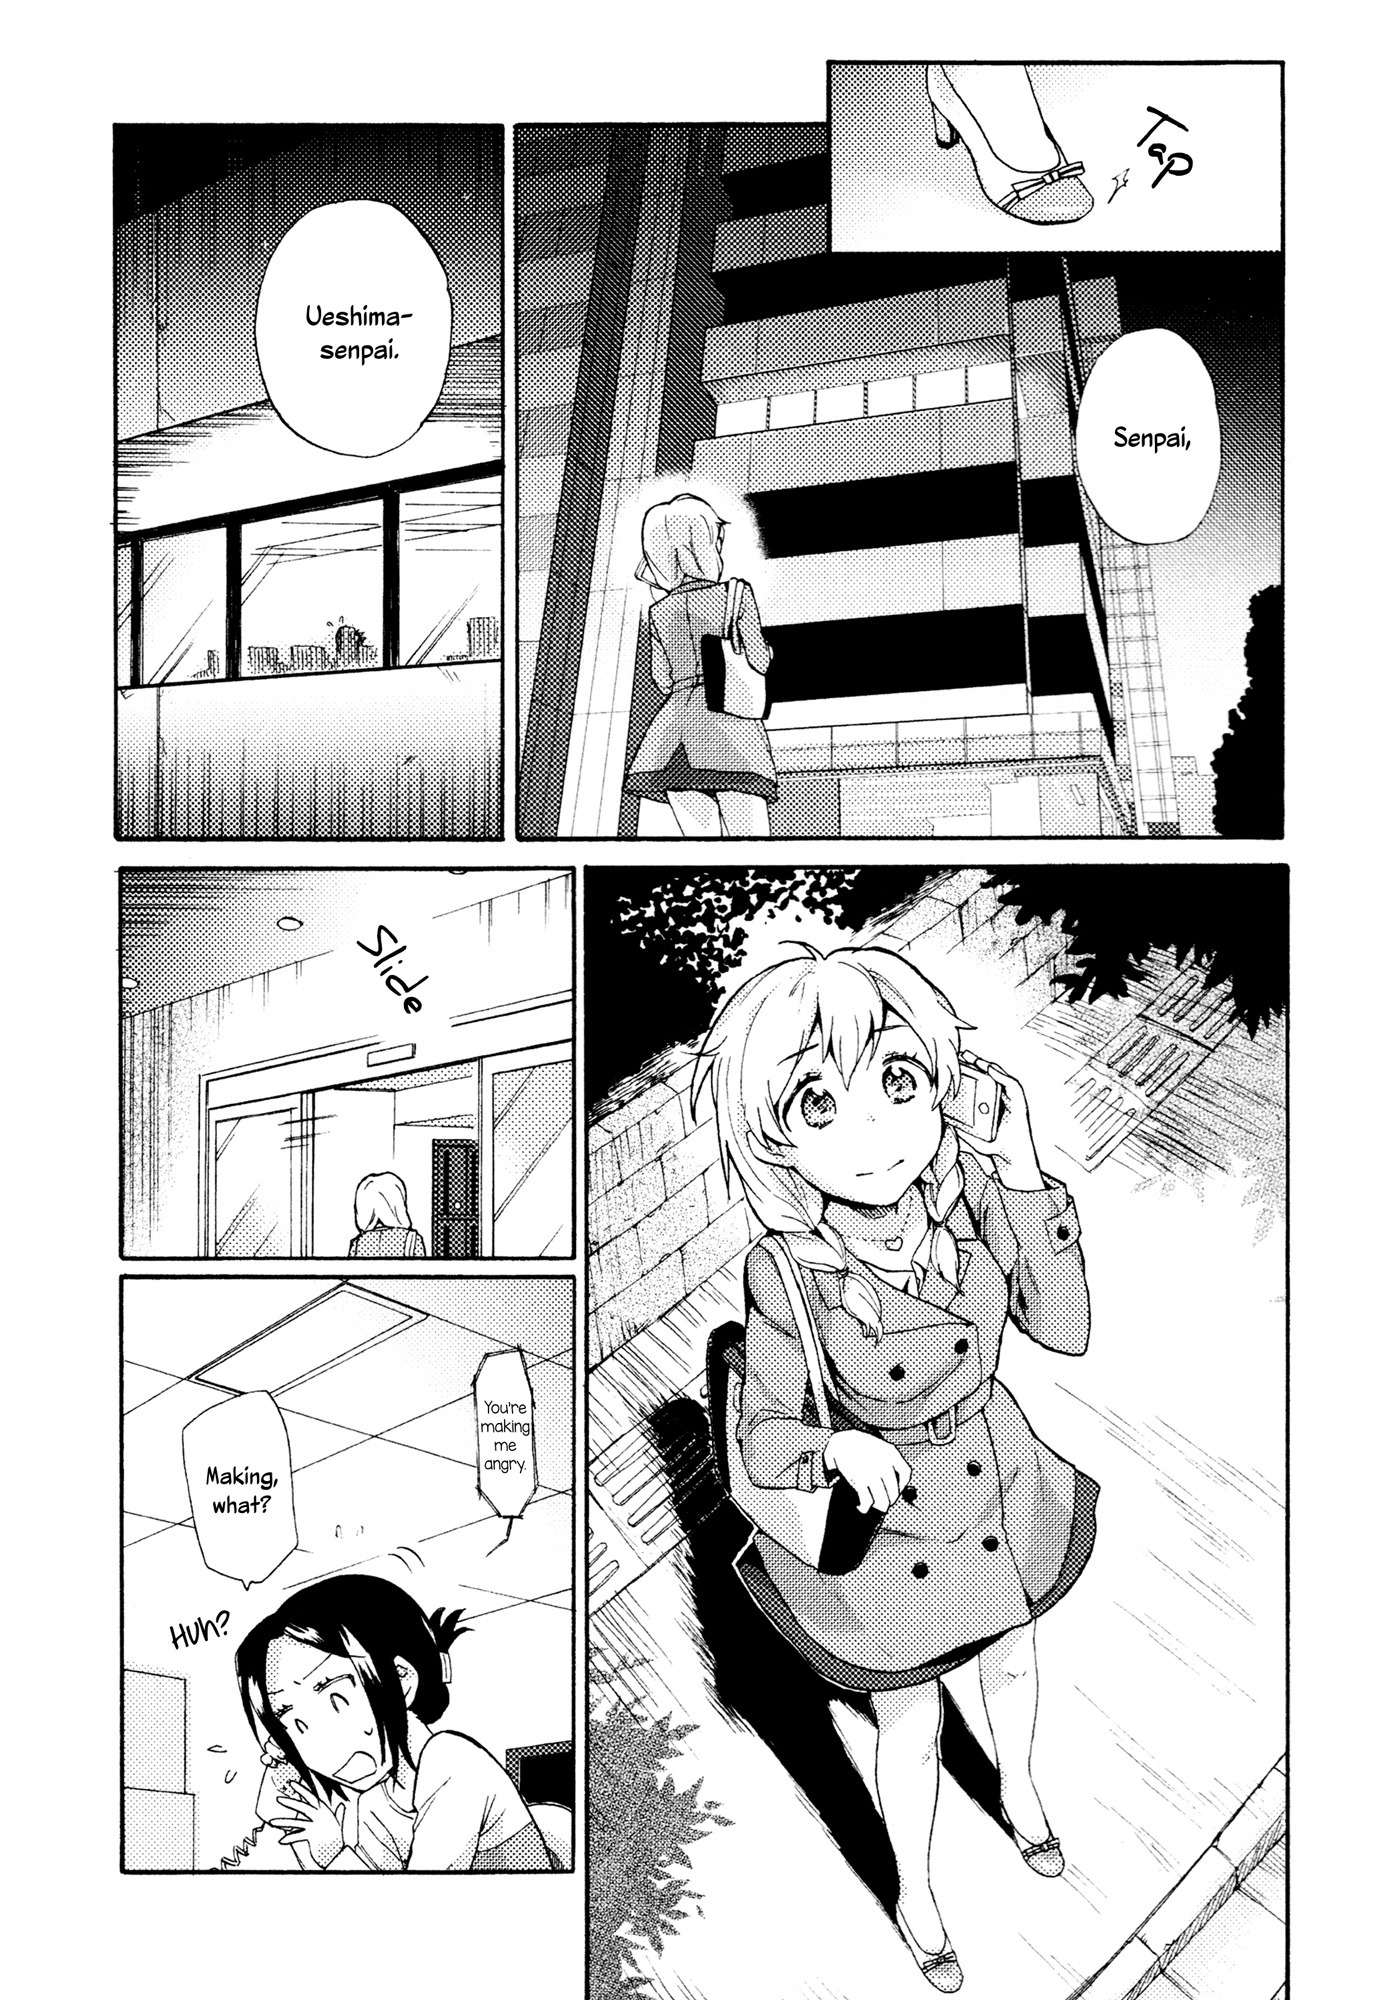 Tap
Senpai,
Ueshima-
senpai.
Slide
You're
making
me
angry.
Making,
what?
Huh?